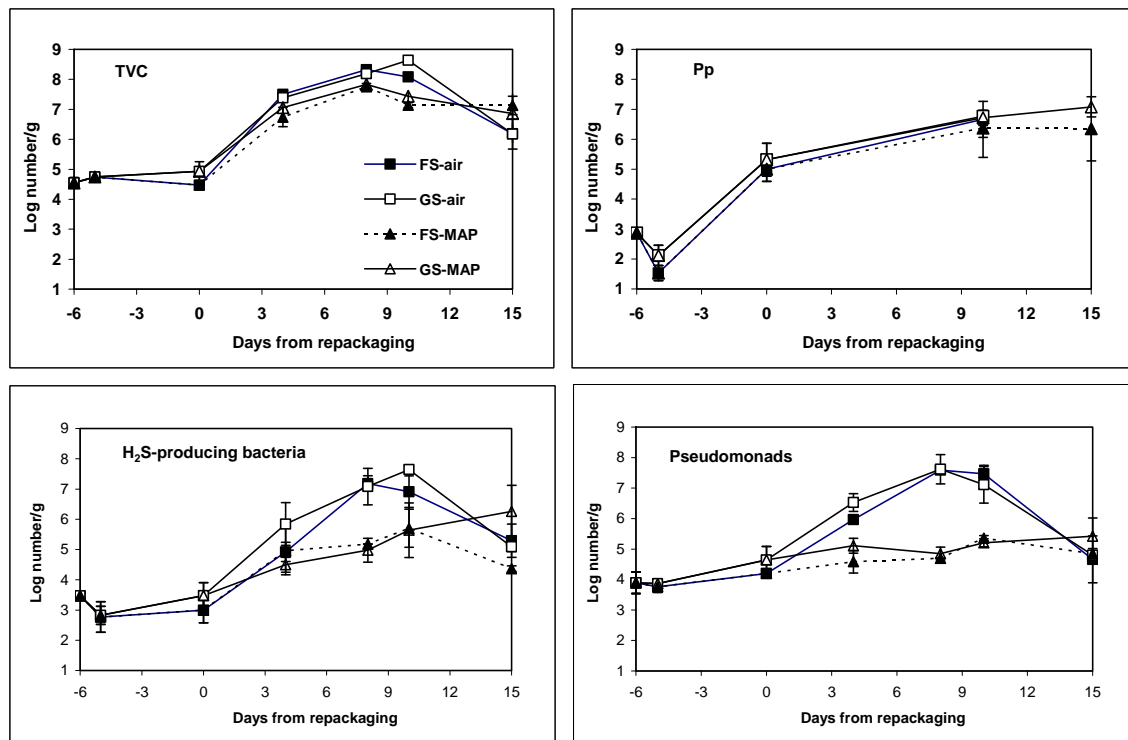 TVC
9
8
7
6
5
4
3
2
1
Log number/g
-6 -3 0 3 6 9 12 15
Days from repackaging
FS-air
GS-air
FS-MAP
GS-MAP
Pp
9
8
7
6
5
4
3
2
1
Log number/g
-6 -3 0 3 6 9 12 15
Days from repackaging
H₂S-producing bacteria
9
8
7
6
5
4
3
2
1
Log number/g
-6 -3 0 3 6 9 12 15
Days from repackaging
Pseudomonads
9
8
7
6
5
4
3
2
1
Log number/g
-6 -3 0 3 6 9 12 15
Days from repackaging